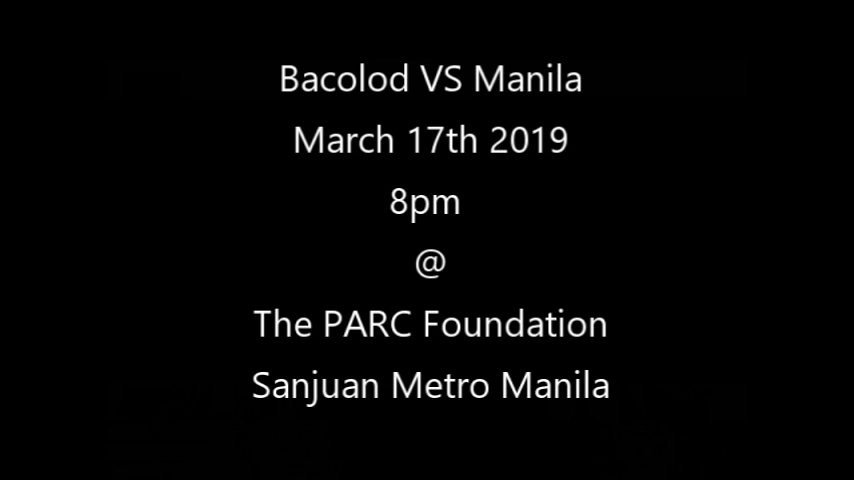 Bacolod VS Manila
March 17th 2019
8pm
@
The PARC Foundation
Sanjuan Metro Manila